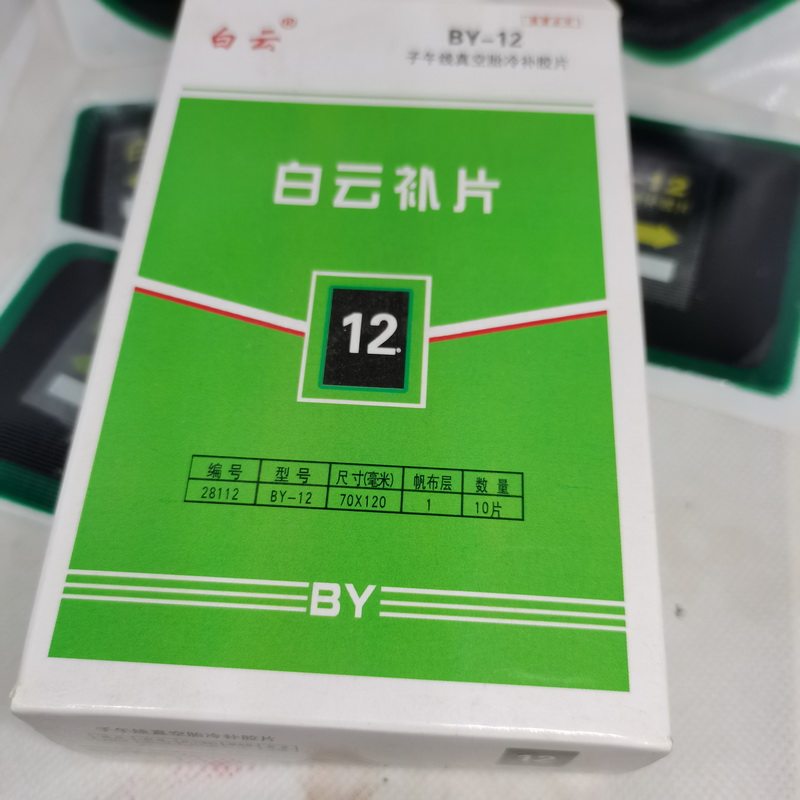 白云®
BY-12
子午线真空胎冷补胶片
白云补片
12
编号 型号 尺寸(毫米) 帆布层 数量
28112 BY-12 70X120 1 10片
BY
子午线真空胎冷补胶片
12